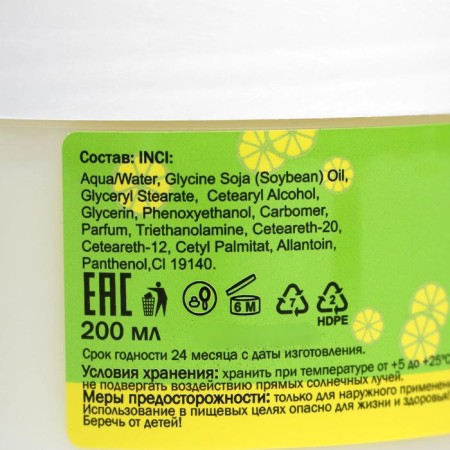 Состав: INCI:
Aqua/Water, Glycine Soja (Soybean) Oil,
Glyceryl Stearate, Cetearyl Alcohol,
Glycerin, Phenoxyethanol, Carbomer,
Parfum, Triethanolamine, Ceteareth-20,
Ceteareth-12, Cetyl Palmitat, Allantoin,
Panthenol,Cl 19140.
ЕАС 6 M 7 2
HDPE
200 мл
Срок годности 24 месяца с даты изготовления.
Условия хранения: хранить при температуре от +5 до +25°С
не подвергать воздействию прямых солнечных лучей.
Меры предосторожности: только для наружного применен
Использование в пищевых целях опасно для жизни и здоровья!
Беречь от детей!